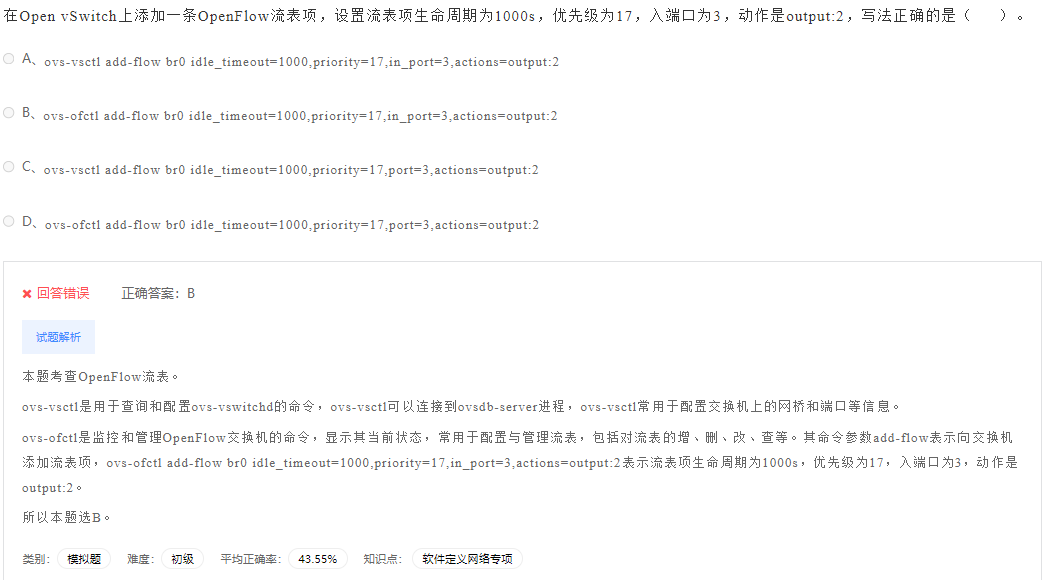 在Open vSwitch上添加一条OpenFlow流表项，设置流表项生命周期为1000s，优先级为17，入端口为3，动作是output:2，写法正确的是（　　）。
A、ovs-vsctl add-flow br0 idle_timeout=1000,priority=17,in_port=3,actions=output:2
B、ovs-ofctl add-flow br0 idle_timeout=1000,priority=17,in_port=3,actions=output:2
C、ovs-vsctl add-flow br0 idle_timeout=1000,priority=17,port=3,actions=output:2
D、ovs-ofctl add-flow br0 idle_timeout=1000,priority=17,port=3,actions=output:2
回答错误　正确答案：B
试题解析
本题考查OpenFlow流表。
ovs-vsctl是用于查询和配置ovs-vswitchd的命令，ovs-vsctl可以连接到ovsdb-server进程，ovs-vsctl常用于配置交换机上的网桥和端口等信息。
ovs-ofctl是监控和管理OpenFlow交换机的命令，显示其当前状态，常用于配置与管理流表，包括对流表的增、删、改、查等。其命令参数add-flow表示向交换机
添加流表项，ovs-ofctl add-flow br0 idle_timeout=1000,priority=17,in_port=3,actions=output:2表示流表项生命周期为1000s，优先级为17，入端口为3，动作是
output:2。
所以本题选B。
类别：模拟题　难度：初级　平均正确率：43.55%　知识点：软件定义网络专项